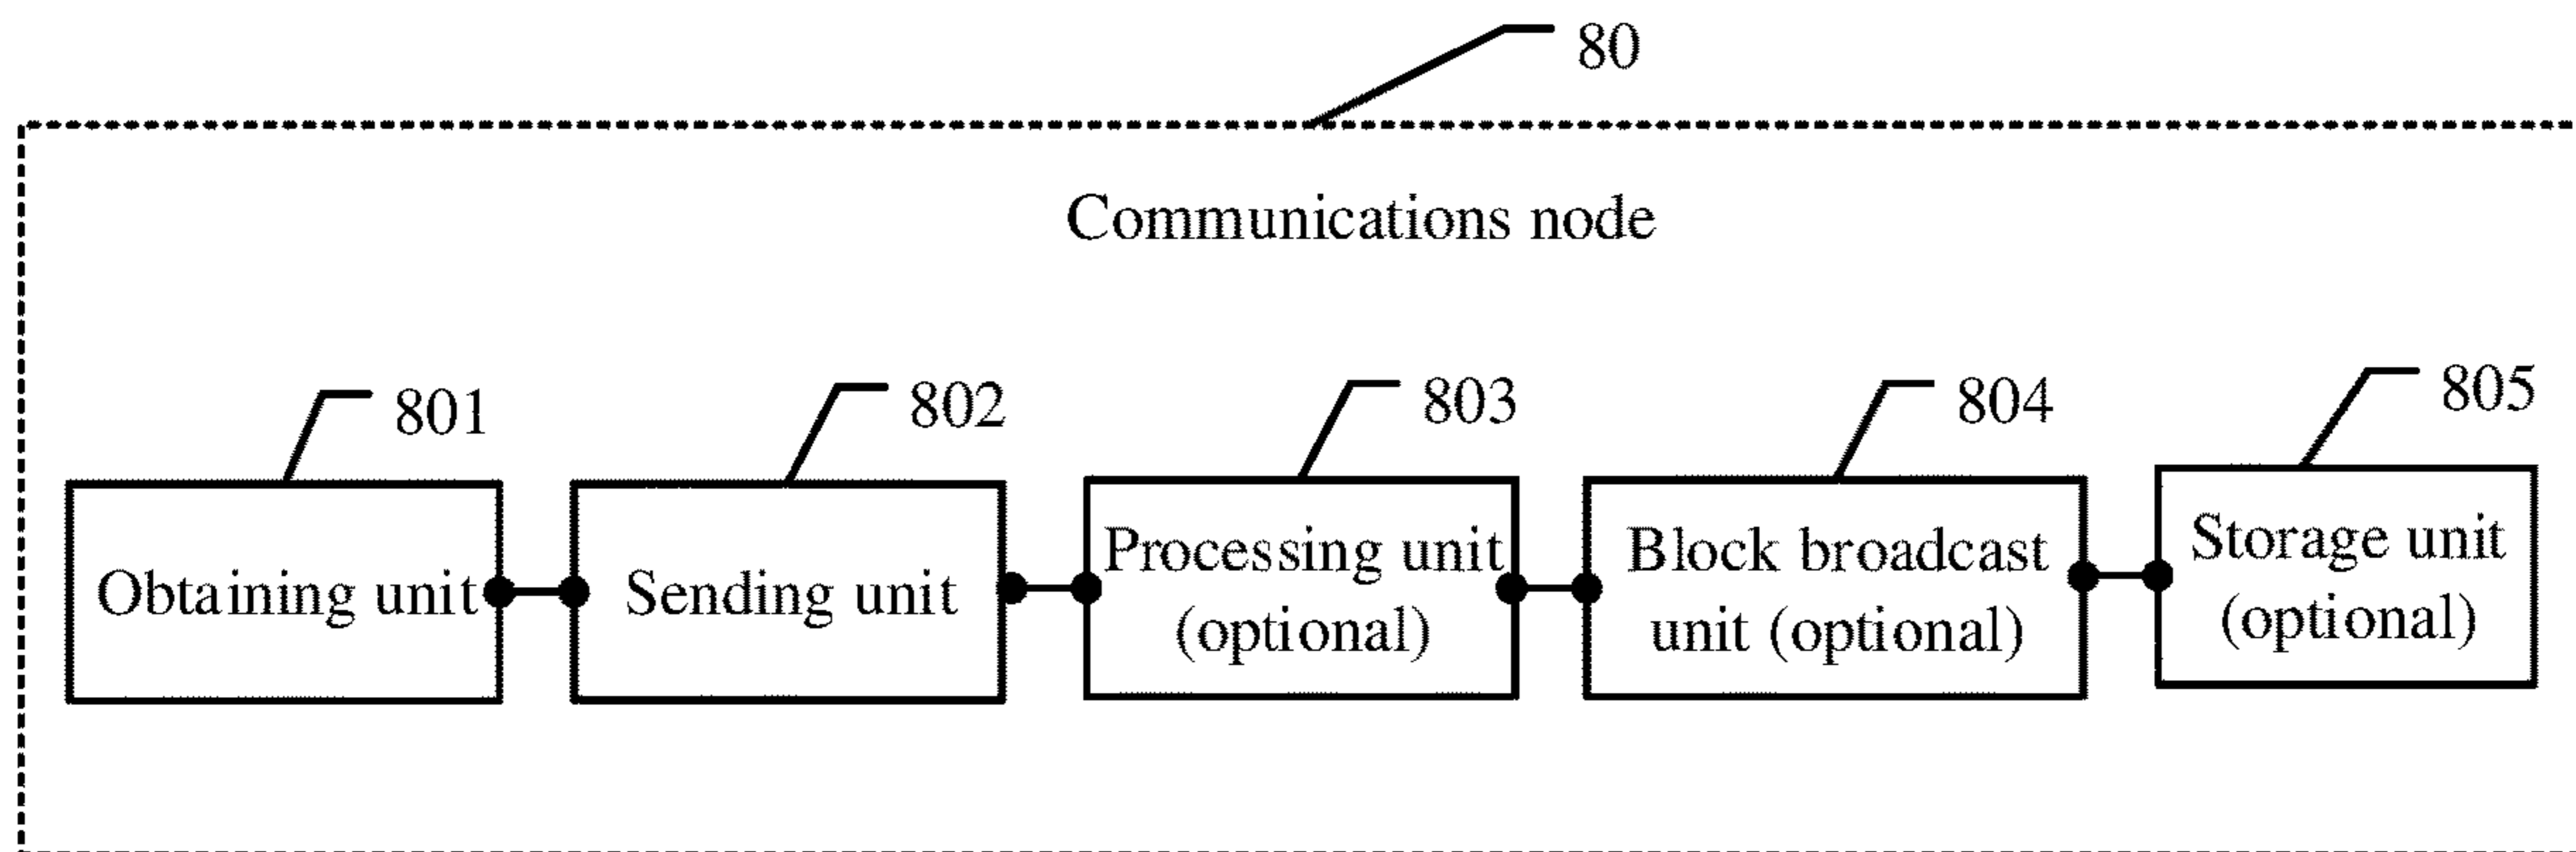 80
Communications node
801
802
803
804
805
Obtaining unit
Sending unit
Processing unit
(optional)
Block broadcast
unit (optional)
Storage unit
(optional)